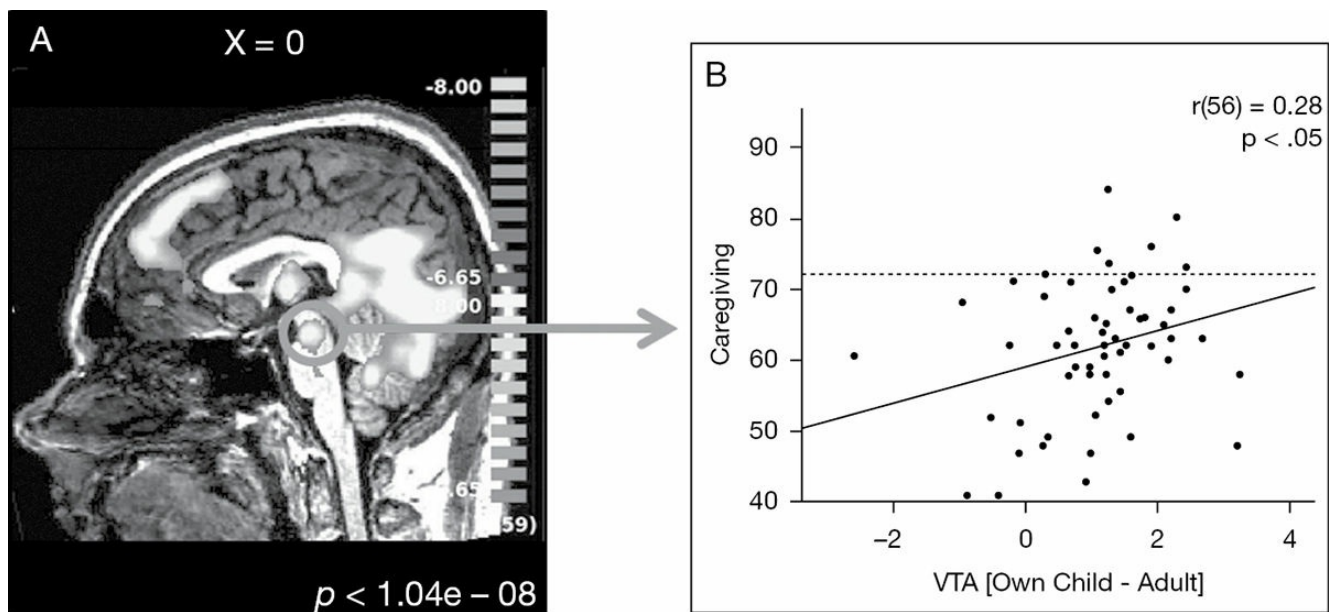 A
X = 0
-8.00
-6.65
8.00
.65
59)
p < 1.04e – 08
B
r(56) = 0.28
p < .05
Caregiving
90
80
70
60
50
40
–2
0
2
4
VTA [Own Child - Adult]